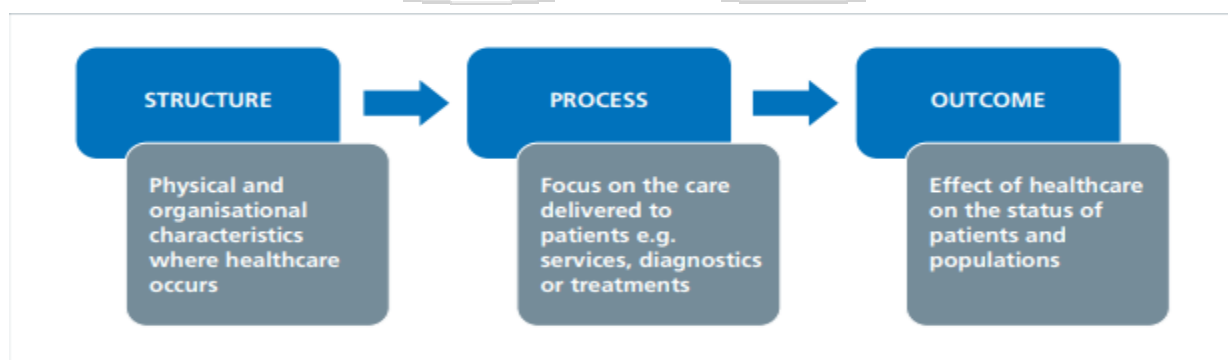 STRUCTURE
Physical and
organisational
characteristics
where healthcare
occurs
PROCESS
Focus on the care
delivered to
patients e.g.
services, diagnostics
or treatments
OUTCOME
Effect of healthcare
on the status of
patients and
populations